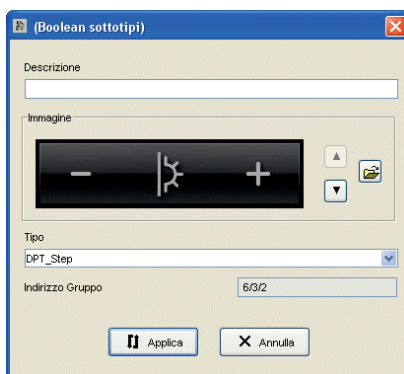 (Boolean sottotipi)
Descrizione
Immagine
Tipo
DPT_Step
Indirizzo Gruppo 6/3/2
Applica Annulla